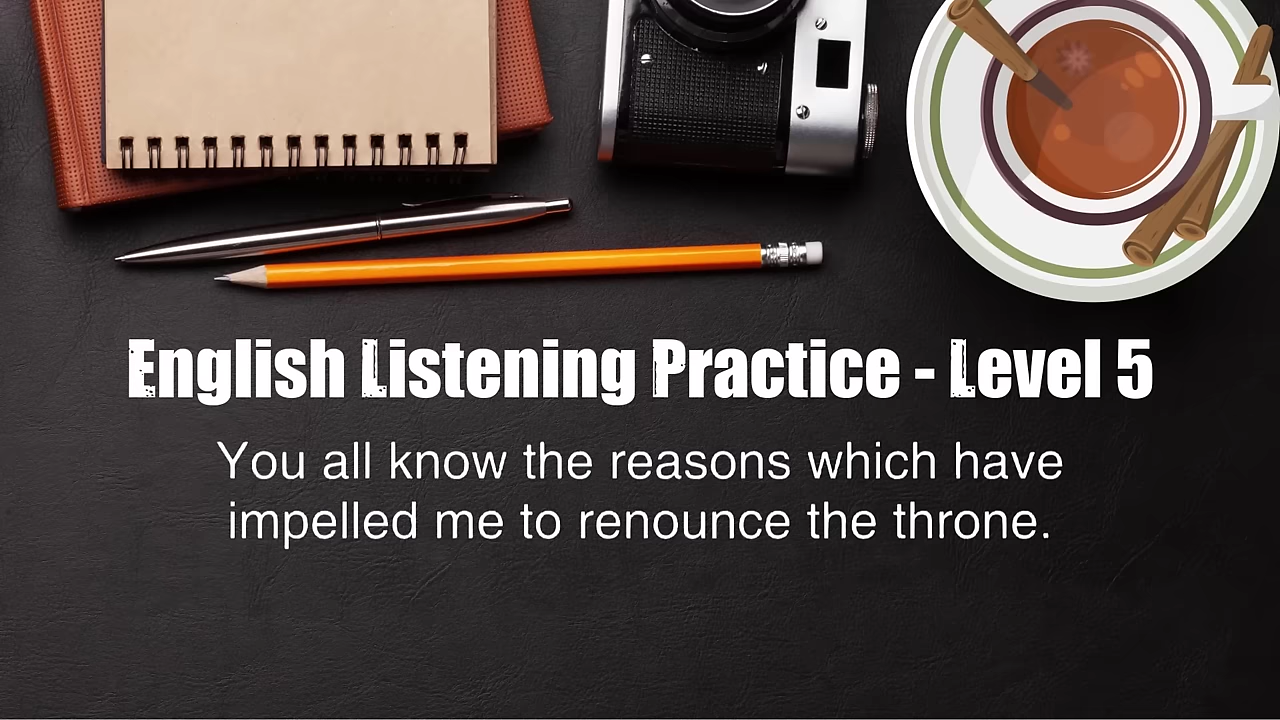 English Listening Practice - Level 5
You all know the reasons which have
impelled me to renounce the throne.